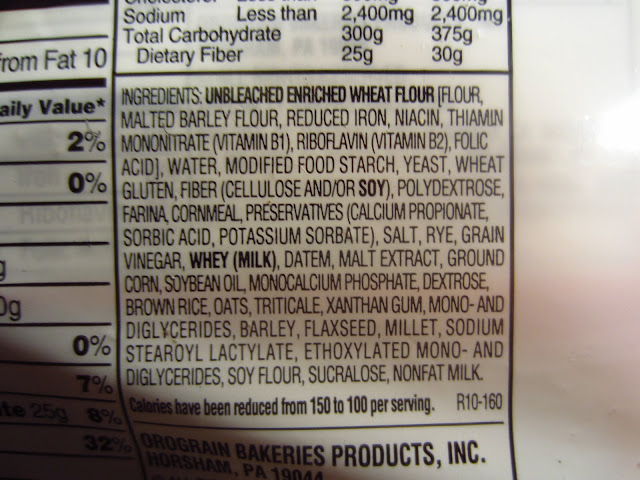 Sodium Less than 2,400mg 2,400mg
Total Carbohydrate 300g 375g
Dietary Fiber 25g 30g
from Fat 10
aily Value*
2%
0%
g
0g
0%
7%
te 25g 8%
32%
INGREDIENTS: UNBLEACHED ENRICHED WHEAT FLOUR [FLOUR,
MALTED BARLEY FLOUR, REDUCED IRON, NIACIN, THIAMIN
MONONITRATE (VITAMIN B1), RIBOFLAVIN (VITAMIN B2), FOLIC
ACID], WATER, MODIFIED FOOD STARCH, YEAST, WHEAT
GLUTEN, FIBER (CELLULOSE AND/OR SOY), POLYDEXTROSE,
FARINA, CORNMEAL, PRESERVATIVES (CALCIUM PROPIONATE,
SORBIC ACID, POTASSIUM SORBATE), SALT, RYE, GRAIN
VINEGAR, WHEY (MILK), DATEM, MALT EXTRACT, GROUND
CORN, SOYBEAN OIL, MONOCALCIUM PHOSPHATE, DEXTROSE,
BROWN RICE, OATS, TRITICALE, XANTHAN GUM, MONO- AND
DIGLYCERIDES, BARLEY, FLAXSEED, MILLET, SODIUM
STEAROYL LACTYLATE, ETHOXYLATED MONO- AND
DIGLYCERIDES, SOY FLOUR, SUCRALOSE, NONFAT MILK.
Calories have been reduced from 150 to 100 per serving. R10-160
OROGRAIN BAKERIES PRODUCTS, INC.
HORSHAM, PA 19044